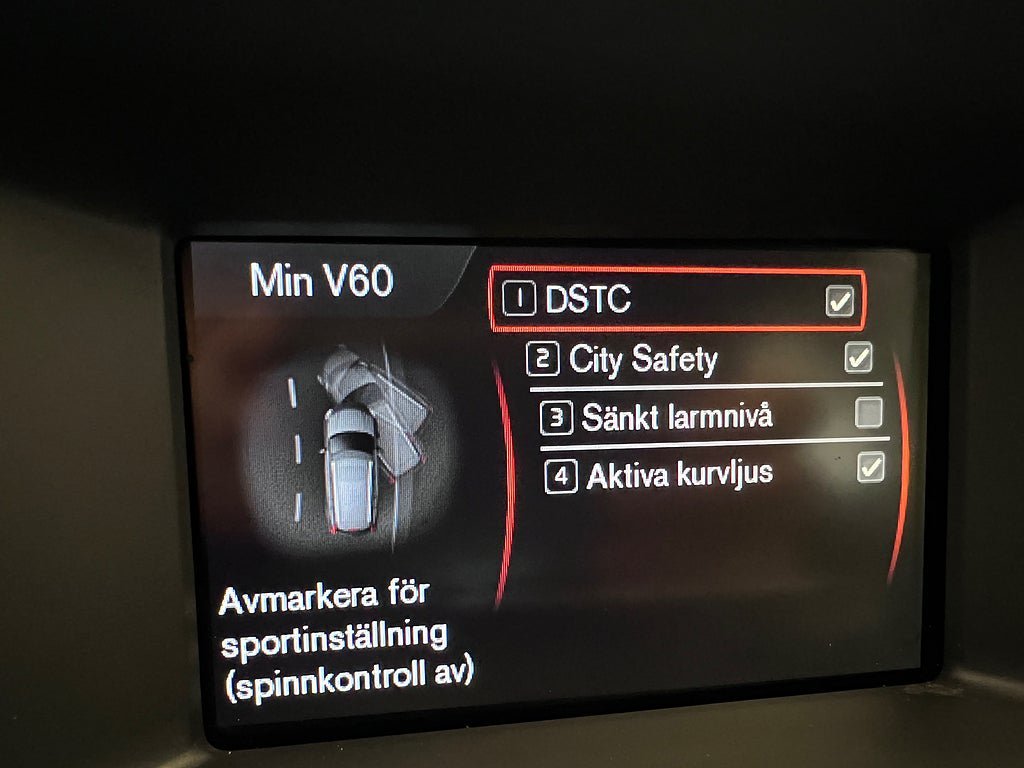 Min V60
1 DSTC
2 City Safety
3 Sänkt larmnivå
4 Aktiva kurvljus
Avmarkera för
sportinställning
(spinnkontroll av)